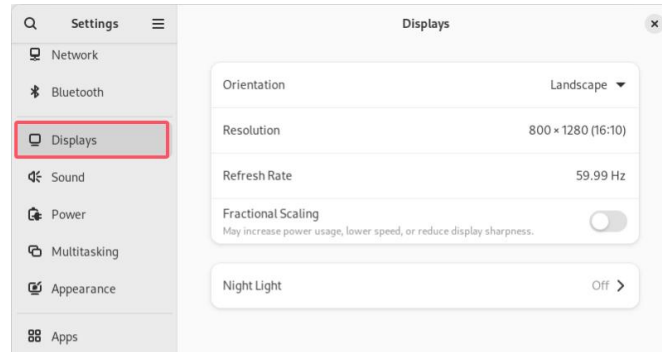 Settings
Displays
Network
Bluetooth
Displays
Sound
Power
Multitasking
Appearance
Apps
Orientation
Landscape
Resolution
800 × 1280 (16:10)
Refresh Rate
59.99 Hz
Fractional Scaling
May increase power usage, lower speed, or reduce display sharpness.
Night Light
Off